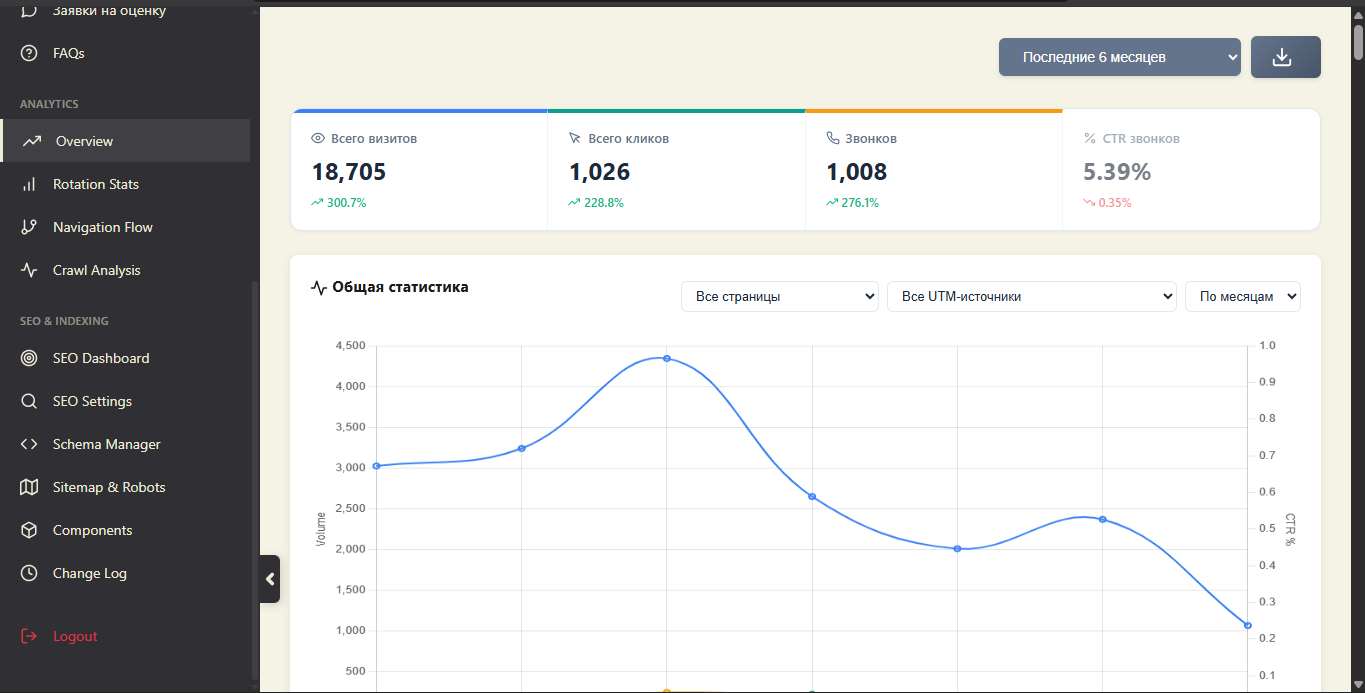 Заявки на оценку
FAQs
ANALYTICS
Overview
Rotation Stats
Navigation Flow
Crawl Analysis
SEO & INDEXING
SEO Dashboard
SEO Settings
Schema Manager
Sitemap & Robots
Components
Change Log
Logout
Последние 6 месяцев
Всего визитов
18,705
300.7%
Всего кликов
1,026
228.8%
Звонков
1,008
276.1%
% CTR звонков
5.39%
0.35%
Общая статистика
Все страницы
Все UTM-источники
По месяцам
4,500
4,000
3,500
3,000
2,500
2,000
1,500
1,000
500
Volume
1.0
0.9
0.8
0.7
0.6
0.5
0.4
0.3
0.2
0.1
CTR %